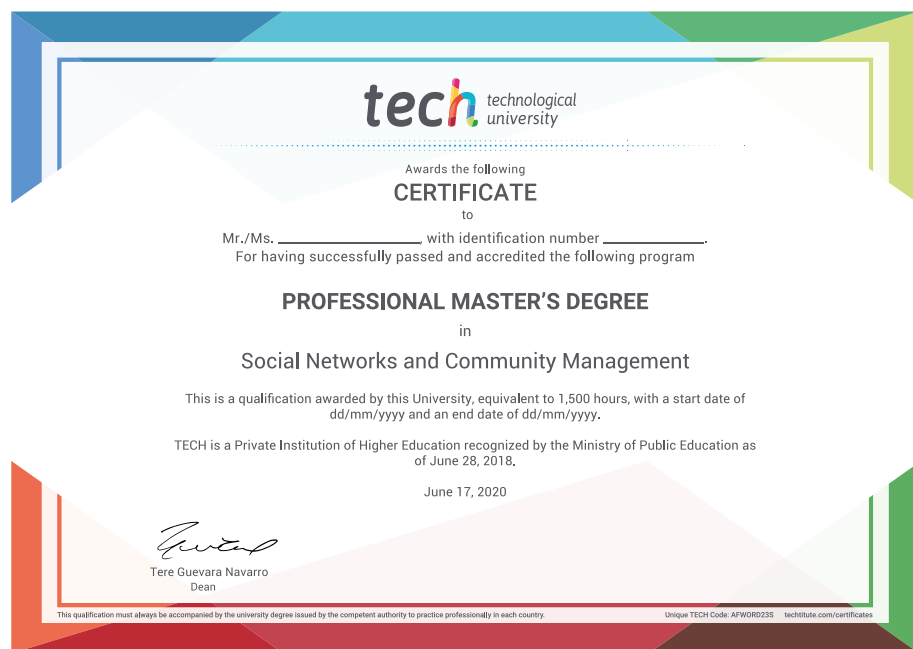 tech technological
university
Awards the following
CERTIFICATE
to
Mr./Ms. ____________________, with identification number ______________.
For having successfully passed and accredited the following program
PROFESSIONAL MASTER'S DEGREE
in
Social Networks and Community Management
This is a qualification awarded by this University, equivalent to 1,500 hours, with a start date of
dd/mm/yyyy and an end date of dd/mm/yyyy.
TECH is a Private Institution of Higher Education recognized by the Ministry of Public Education as
of June 28, 2018.
June 17, 2020
Tere Guevara Navarro
Dean
This qualification must always be accompanied by the university degree issued by the competent authority to practice professionally in each country. Unique TECH Code: AFWORD23S techtitute.com/certificates